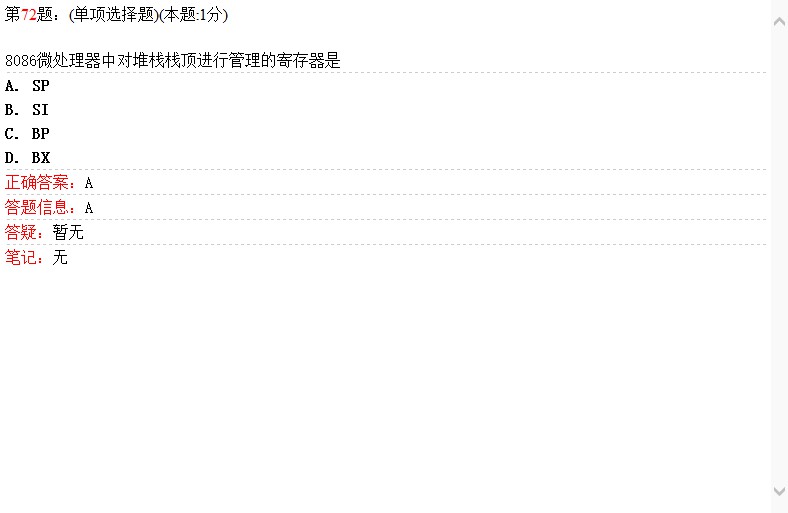 第72题：(单项选择题)(本题:1分)
8086微处理器中对堆栈栈顶进行管理的寄存器是
A. SP
B. SI
C. BP
D. BX
正确答案：A
答题信息：A
答疑：暂无
笔记：无